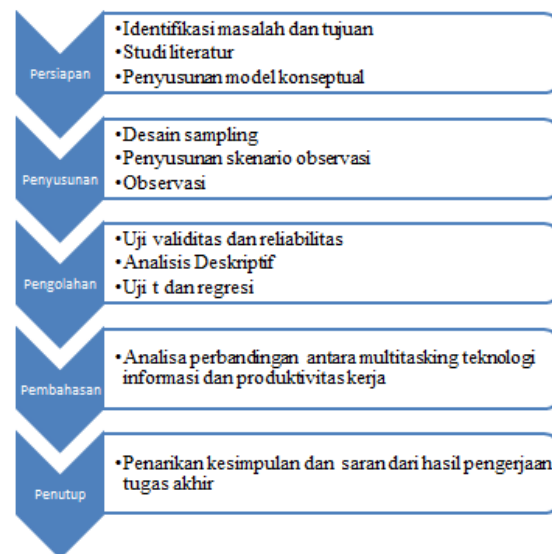 Persiapan
•Identifikasi masalah dan tujuan
•Studi literatur
•Penyusunan model konseptual
Penyusunan
•Desain sampling
•Penyusunan skenario observasi
•Observasi
Pengolahan
•Uji validitas dan reliabilitas
•Analisis Deskriptif
•Uji t dan regresi
Pembahasan
•Analisa perbandingan antara multitasking teknologi
informasi dan produktivitas kerja
Penutup
•Penarikan kesimpulan dan saran dari hasil pengerjaan
tugas akhir